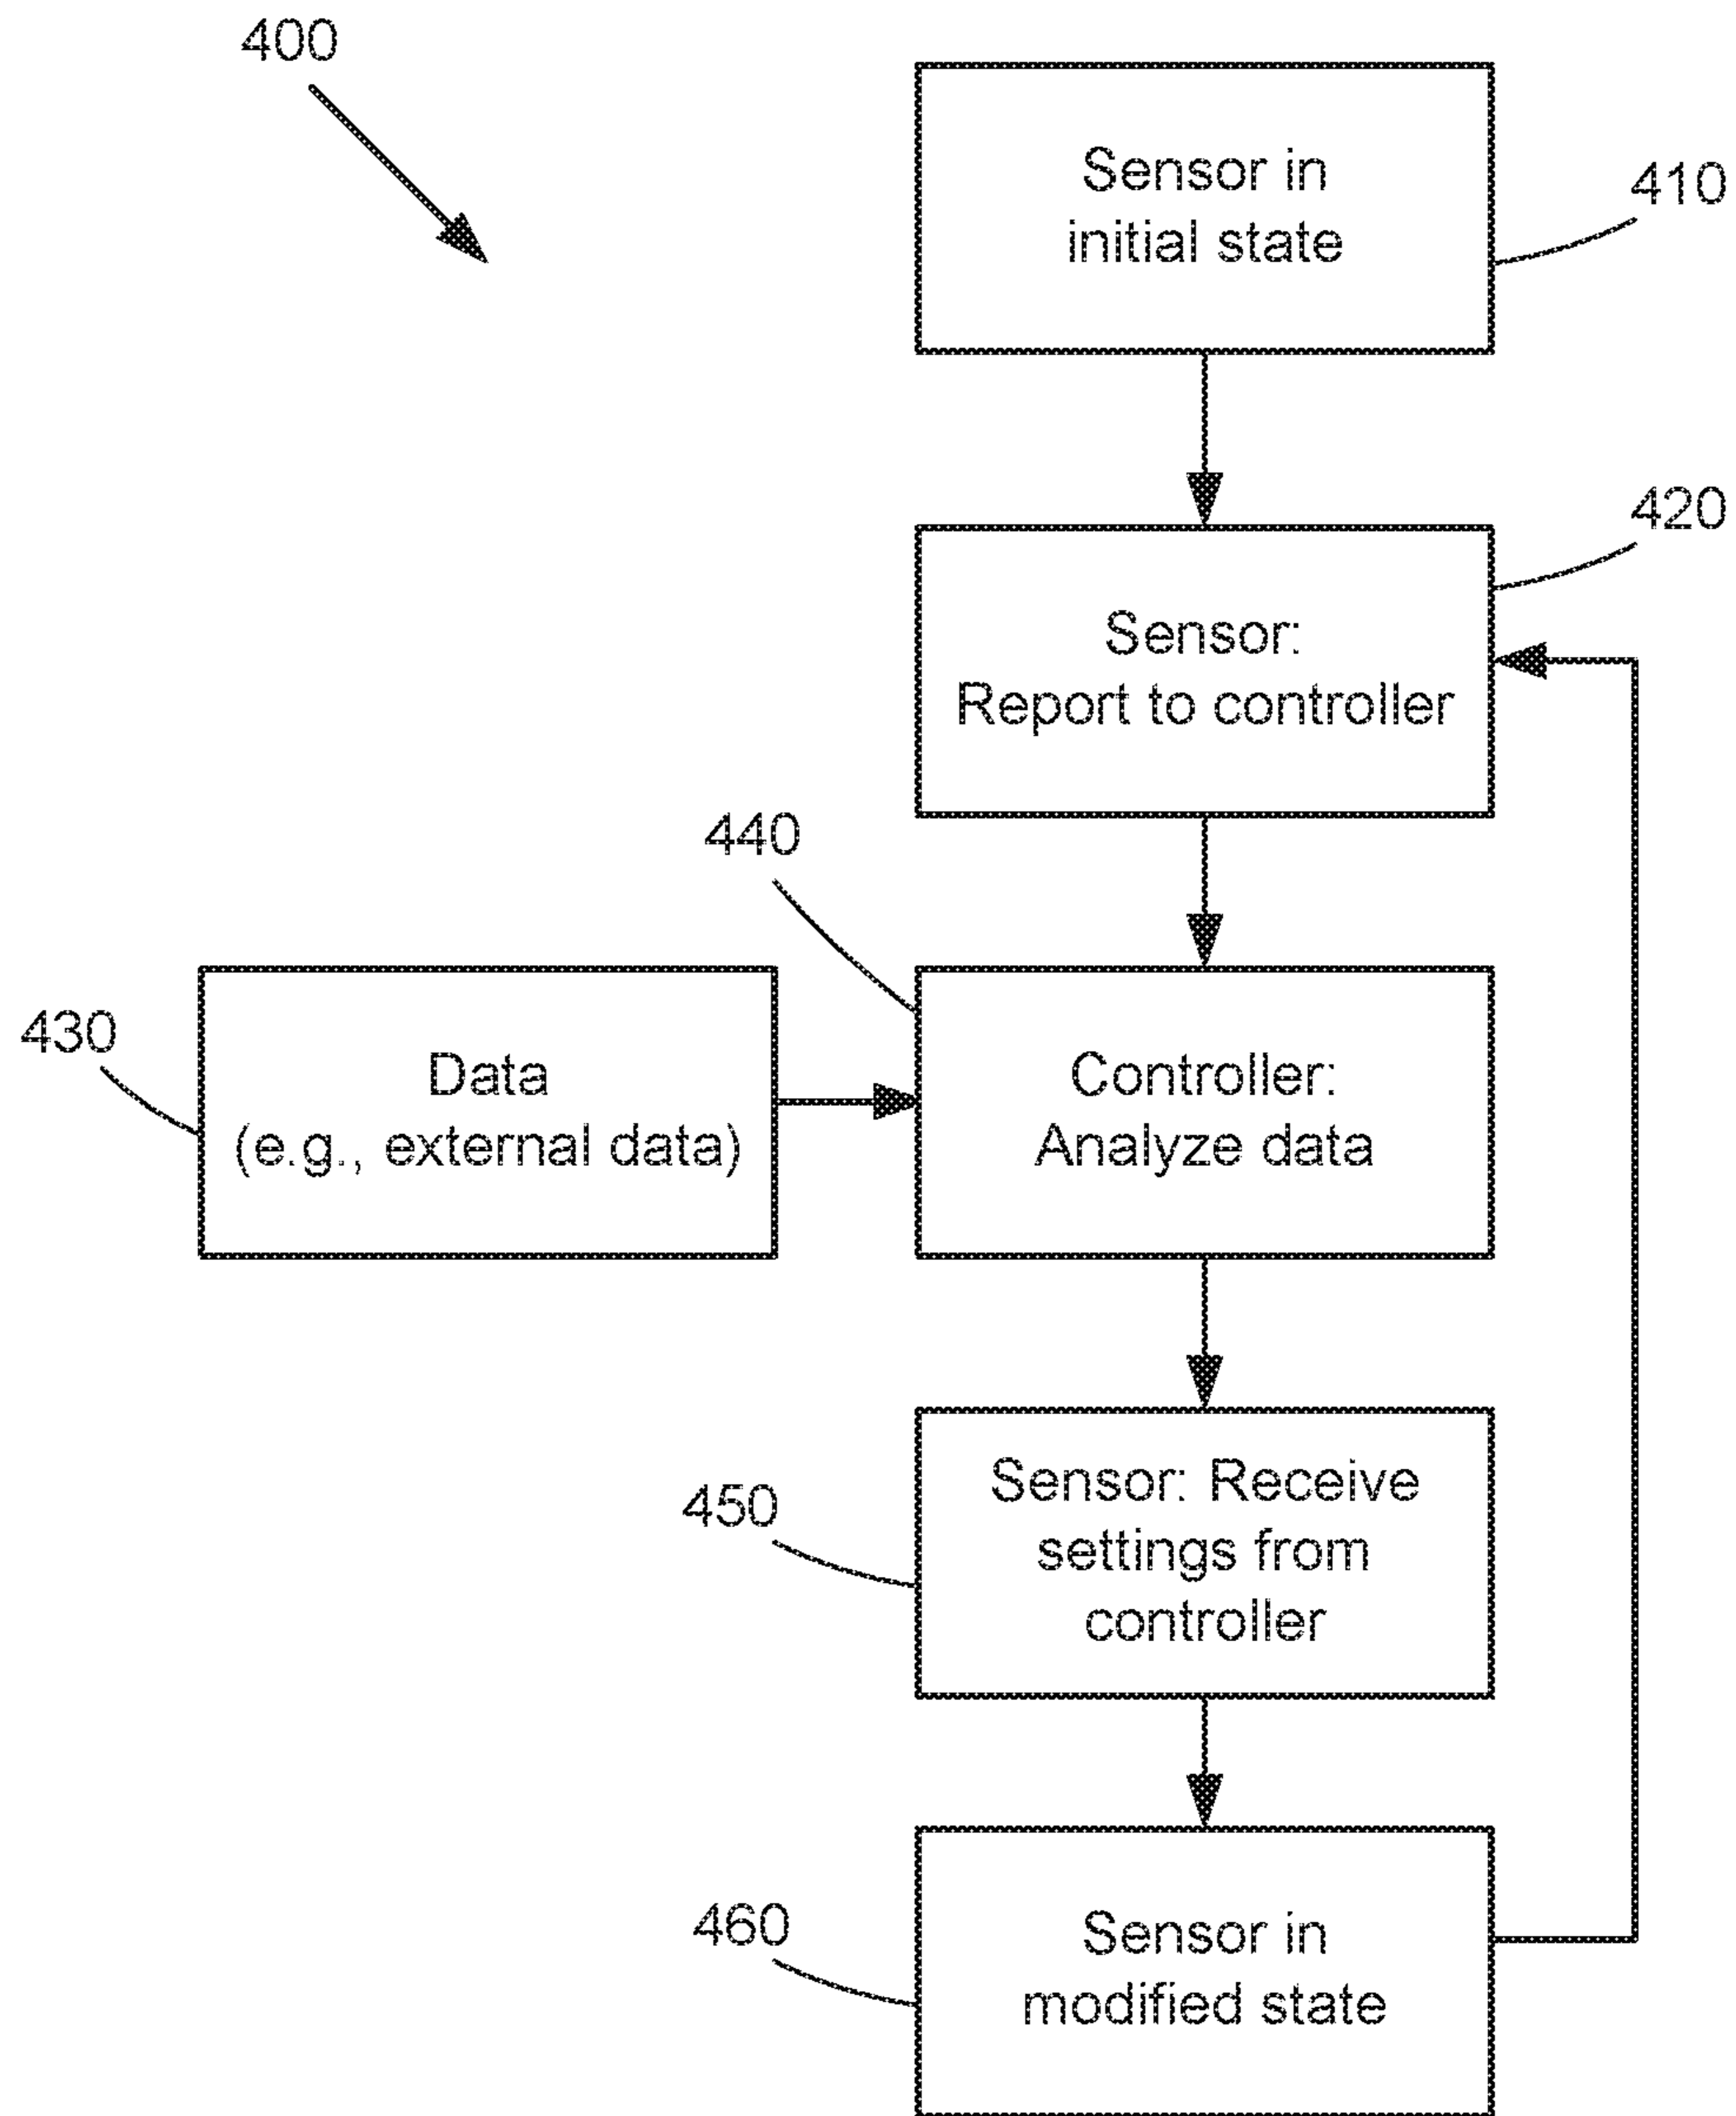 400
Sensor in
initial state
410
420
Sensor:
Report to controller
440
430
Data
(e.g., external data)
Controller:
Analyze data
450
Sensor: Receive
settings from
controller
460
Sensor in
modified state